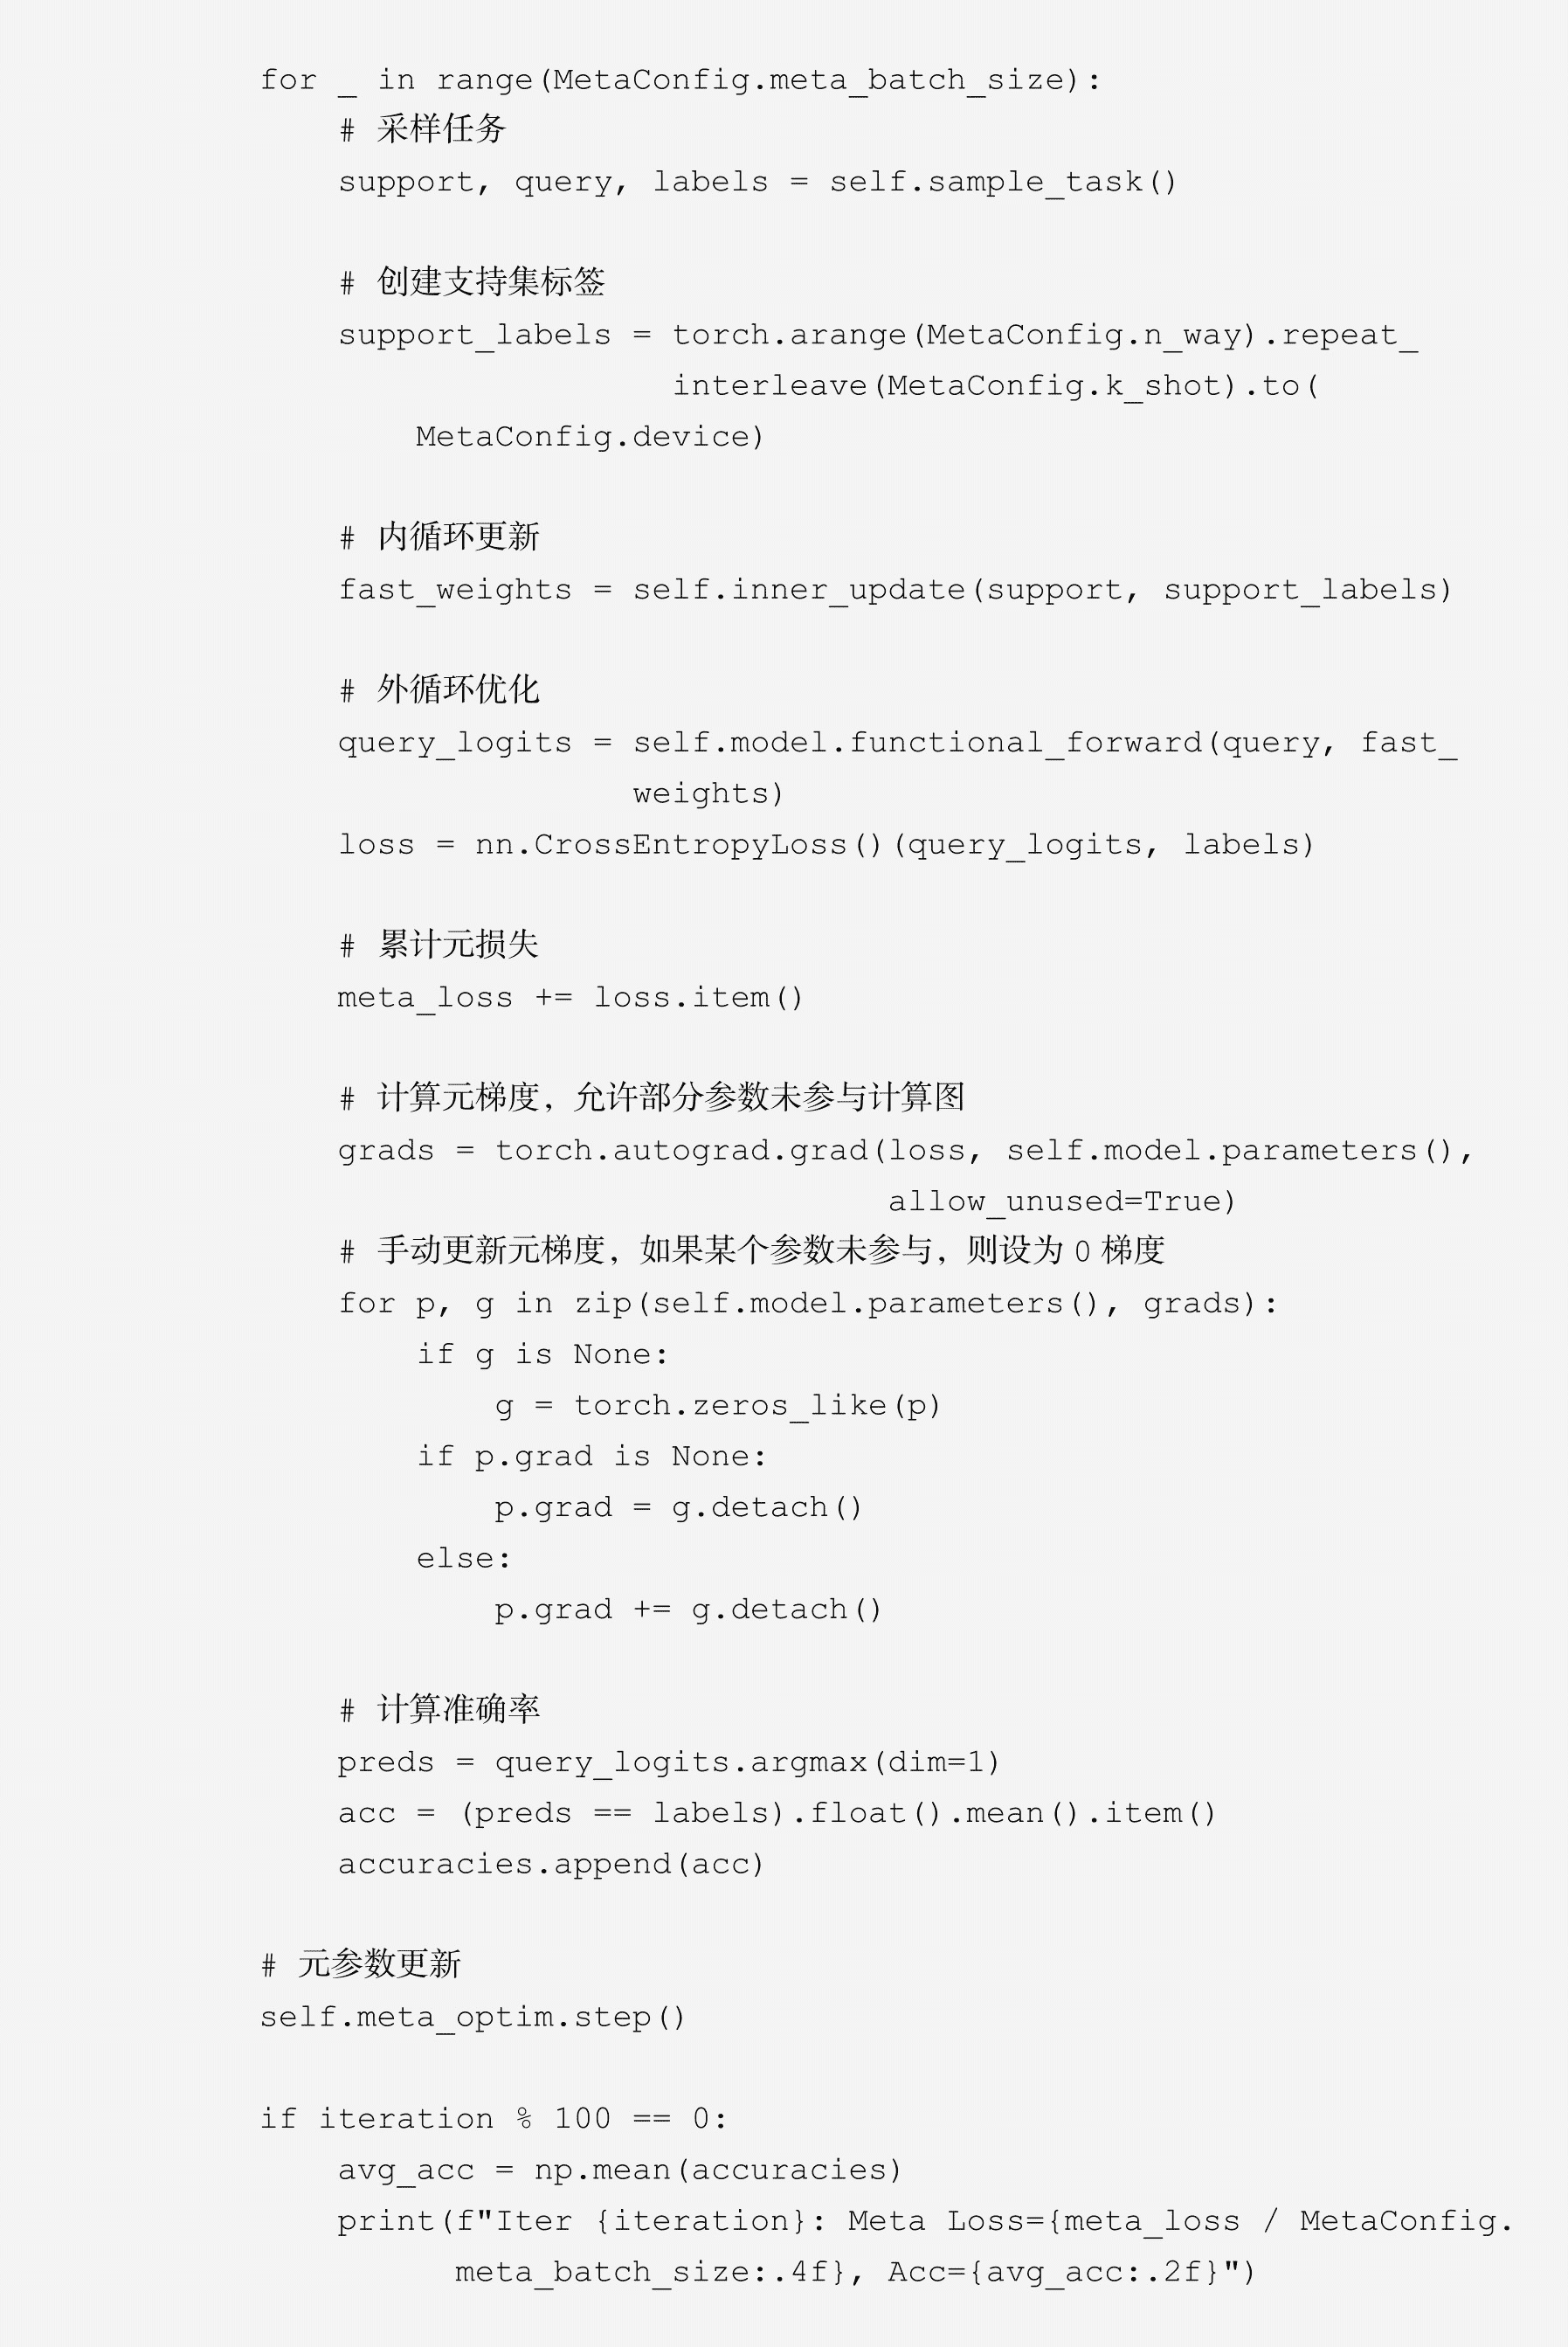 for _ in range(MetaConfig.meta_batch_size):
# 采样任务
support, query, labels = self.sample_task()
# 创建支持集标签
support_labels = torch.arange(MetaConfig.n_way).repeat_
interleave(MetaConfig.k_shot).to(
MetaConfig.device)
# 内循环更新
fast_weights = self.inner_update(support, support_labels)
# 外循环优化
query_logits = self.model.functional_forward(query, fast_
weights)
loss = nn.CrossEntropyLoss()(query_logits, labels)
# 累计元损失
meta_loss += loss.item()
# 计算元梯度，允许部分参数未参与计算图
grads = torch.autograd.grad(loss, self.model.parameters(),
allow_unused=True)
# 手动更新元梯度，如果某个参数未参与，则设为 0 梯度
for p, g in zip(self.model.parameters(), grads):
if g is None:
g = torch.zeros_like(p)
if p.grad is None:
p.grad = g.detach()
else:
p.grad += g.detach()
# 计算准确率
preds = query_logits.argmax(dim=1)
acc = (preds == labels).float().mean().item()
accuracies.append(acc)
# 元参数更新
self.meta_optim.step()
if iteration % 100 == 0:
avg_acc = np.mean(accuracies)
print(f"Iter {iteration}: Meta Loss={meta_loss / MetaConfig.
meta_batch_size:.4f}, Acc={avg_acc:.2f}")